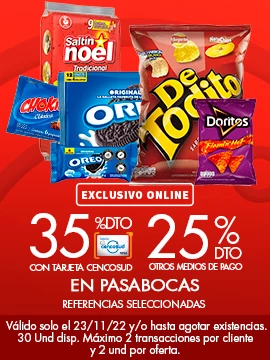 9
Saltín
noel
Tradicional
ORIGINAL
OREO
OREO
CHOKIS
Clásica
De
Todito
Doritos
Flamin' Hot
EXCLUSIVO ONLINE
35 %DTO
cencosud
CON TARJETA CENCOSUD
25% DTO
OTROS MEDIOS DE PAGO
EN PASABOCAS
REFERENCIAS SELECCIONADAS
Válido solo el 23/11/22 y/o hasta agotar existencias.
30 Und disp. Máximo 2 transacciones por cliente
y 2 und por oferta.